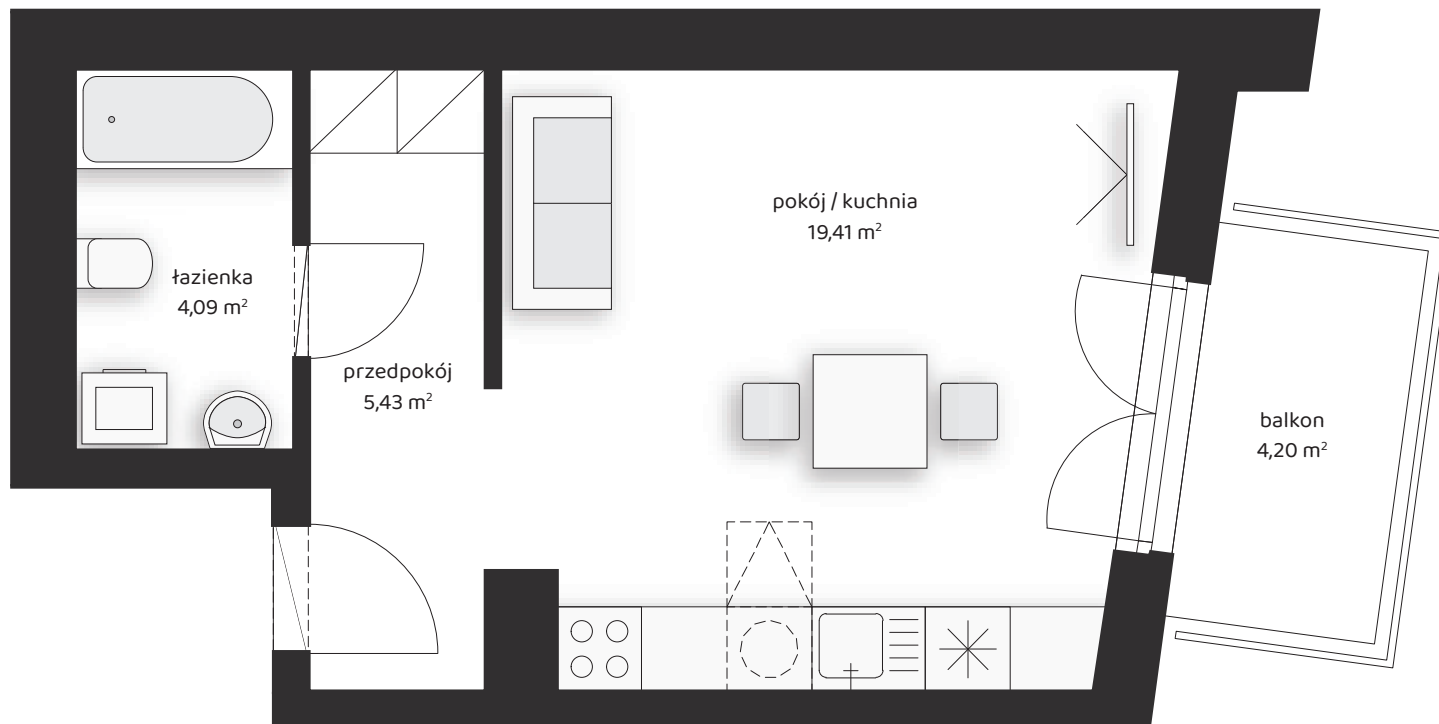 pokój / kuchnia
19,41 m²
łazienka
4,09 m²
przedpokój
5,43 m²
balkon
4,20 m²